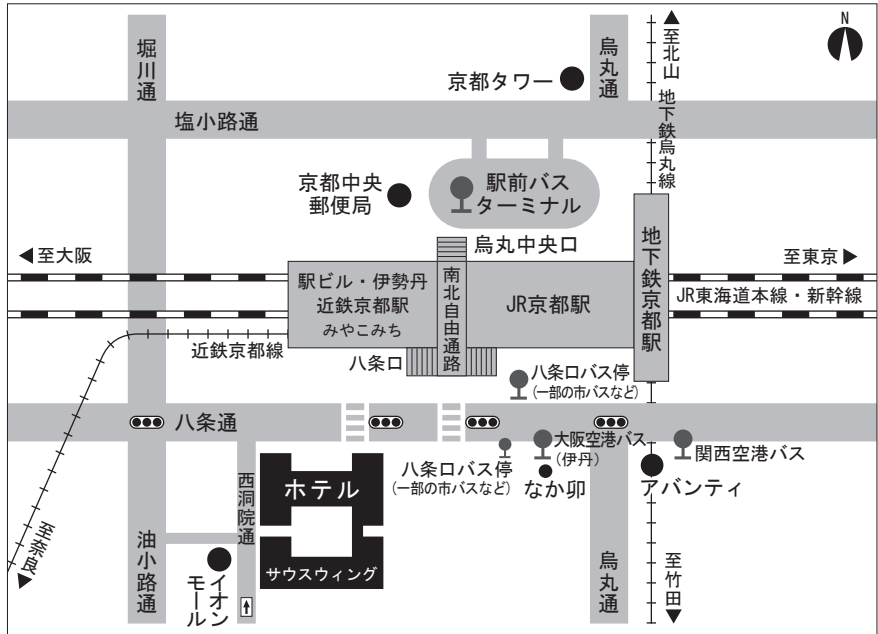 N
堀川通
烏丸通
▲至北山
京都タワー
地下鉄烏丸線
塩小路通
京都中央
郵便局
駅前バス
ターミナル
烏丸中央口
地下鉄京都駅
◀至大阪
至東京▶
駅ビル・伊勢丹
近鉄京都駅
みやこみち
南北自由通路
JR京都駅
JR東海道本線・新幹線
近鉄京都線
八条口
八条口バス停
(一部の市バスなど)
八条通
大阪空港バス
(伊丹)
関西空港バス
八条口バス停
(一部の市バスなど)
なか卯
アバンティ
西洞院通
ホテル
サウスウィング
至奈良▼
油小路通
イオン
モール
烏丸通
至竹田▼